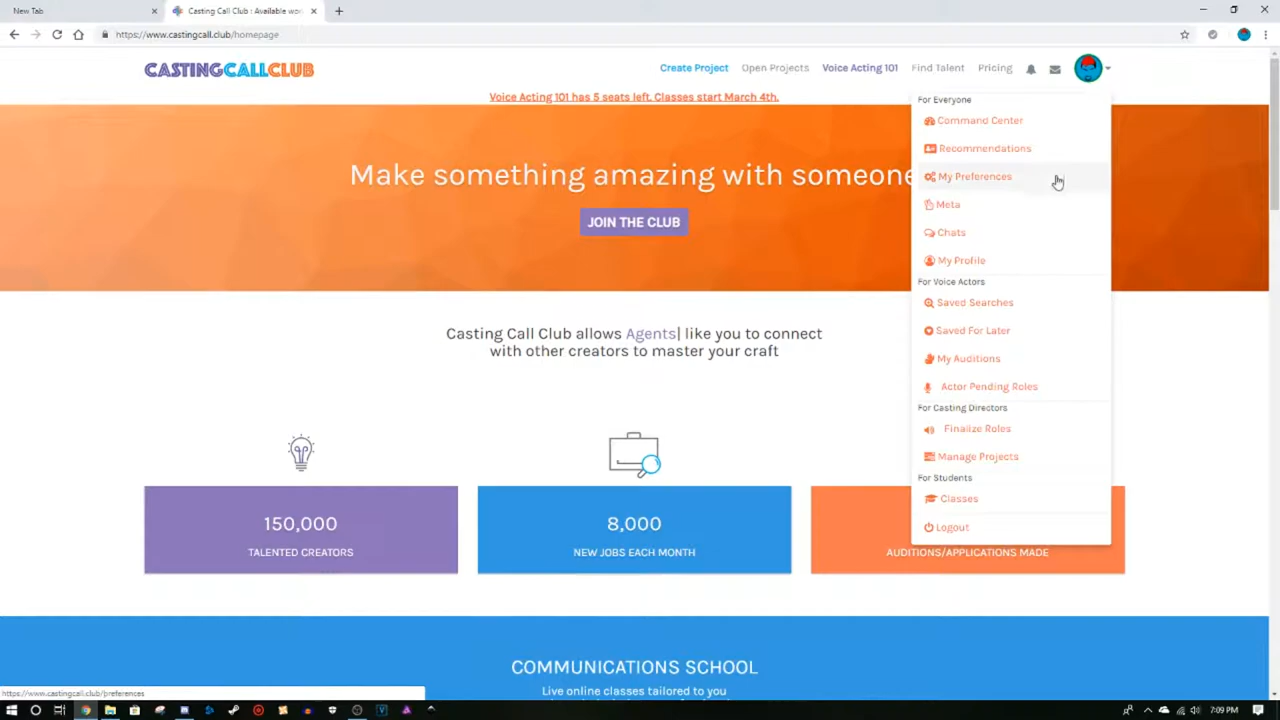 New Tab
Casting Call Club : Available wo
https://www.castingcall.club/homepage
CASTINGCALLCLUB
Create Project
Open Projects
Voice Acting 101
Find Talent
Pricing
Voice Acting 101 has 5 seats left. Classes start March 4th.
Make something amazing with someone
JOIN THE CLUB
For Everyone
Command Center
Recommendations
My Preferences
Meta
Chats
My Profile
For Voice Actors
Saved Searches
Saved For Later
My Auditions
Actor Pending Roles
For Casting Directors
Finalize Roles
Manage Projects
For Students
Classes
Logout
Casting Call Club allows Agents| like you to connect
with other creators to master your craft
150,000
TALENTED CREATORS
8,000
NEW JOBS EACH MONTH
AUDITIONS/APPLICATIONS MADE
COMMUNICATIONS SCHOOL
Live online classes tailored to you
https://www.castingcall.club/preferences
7:09 PM